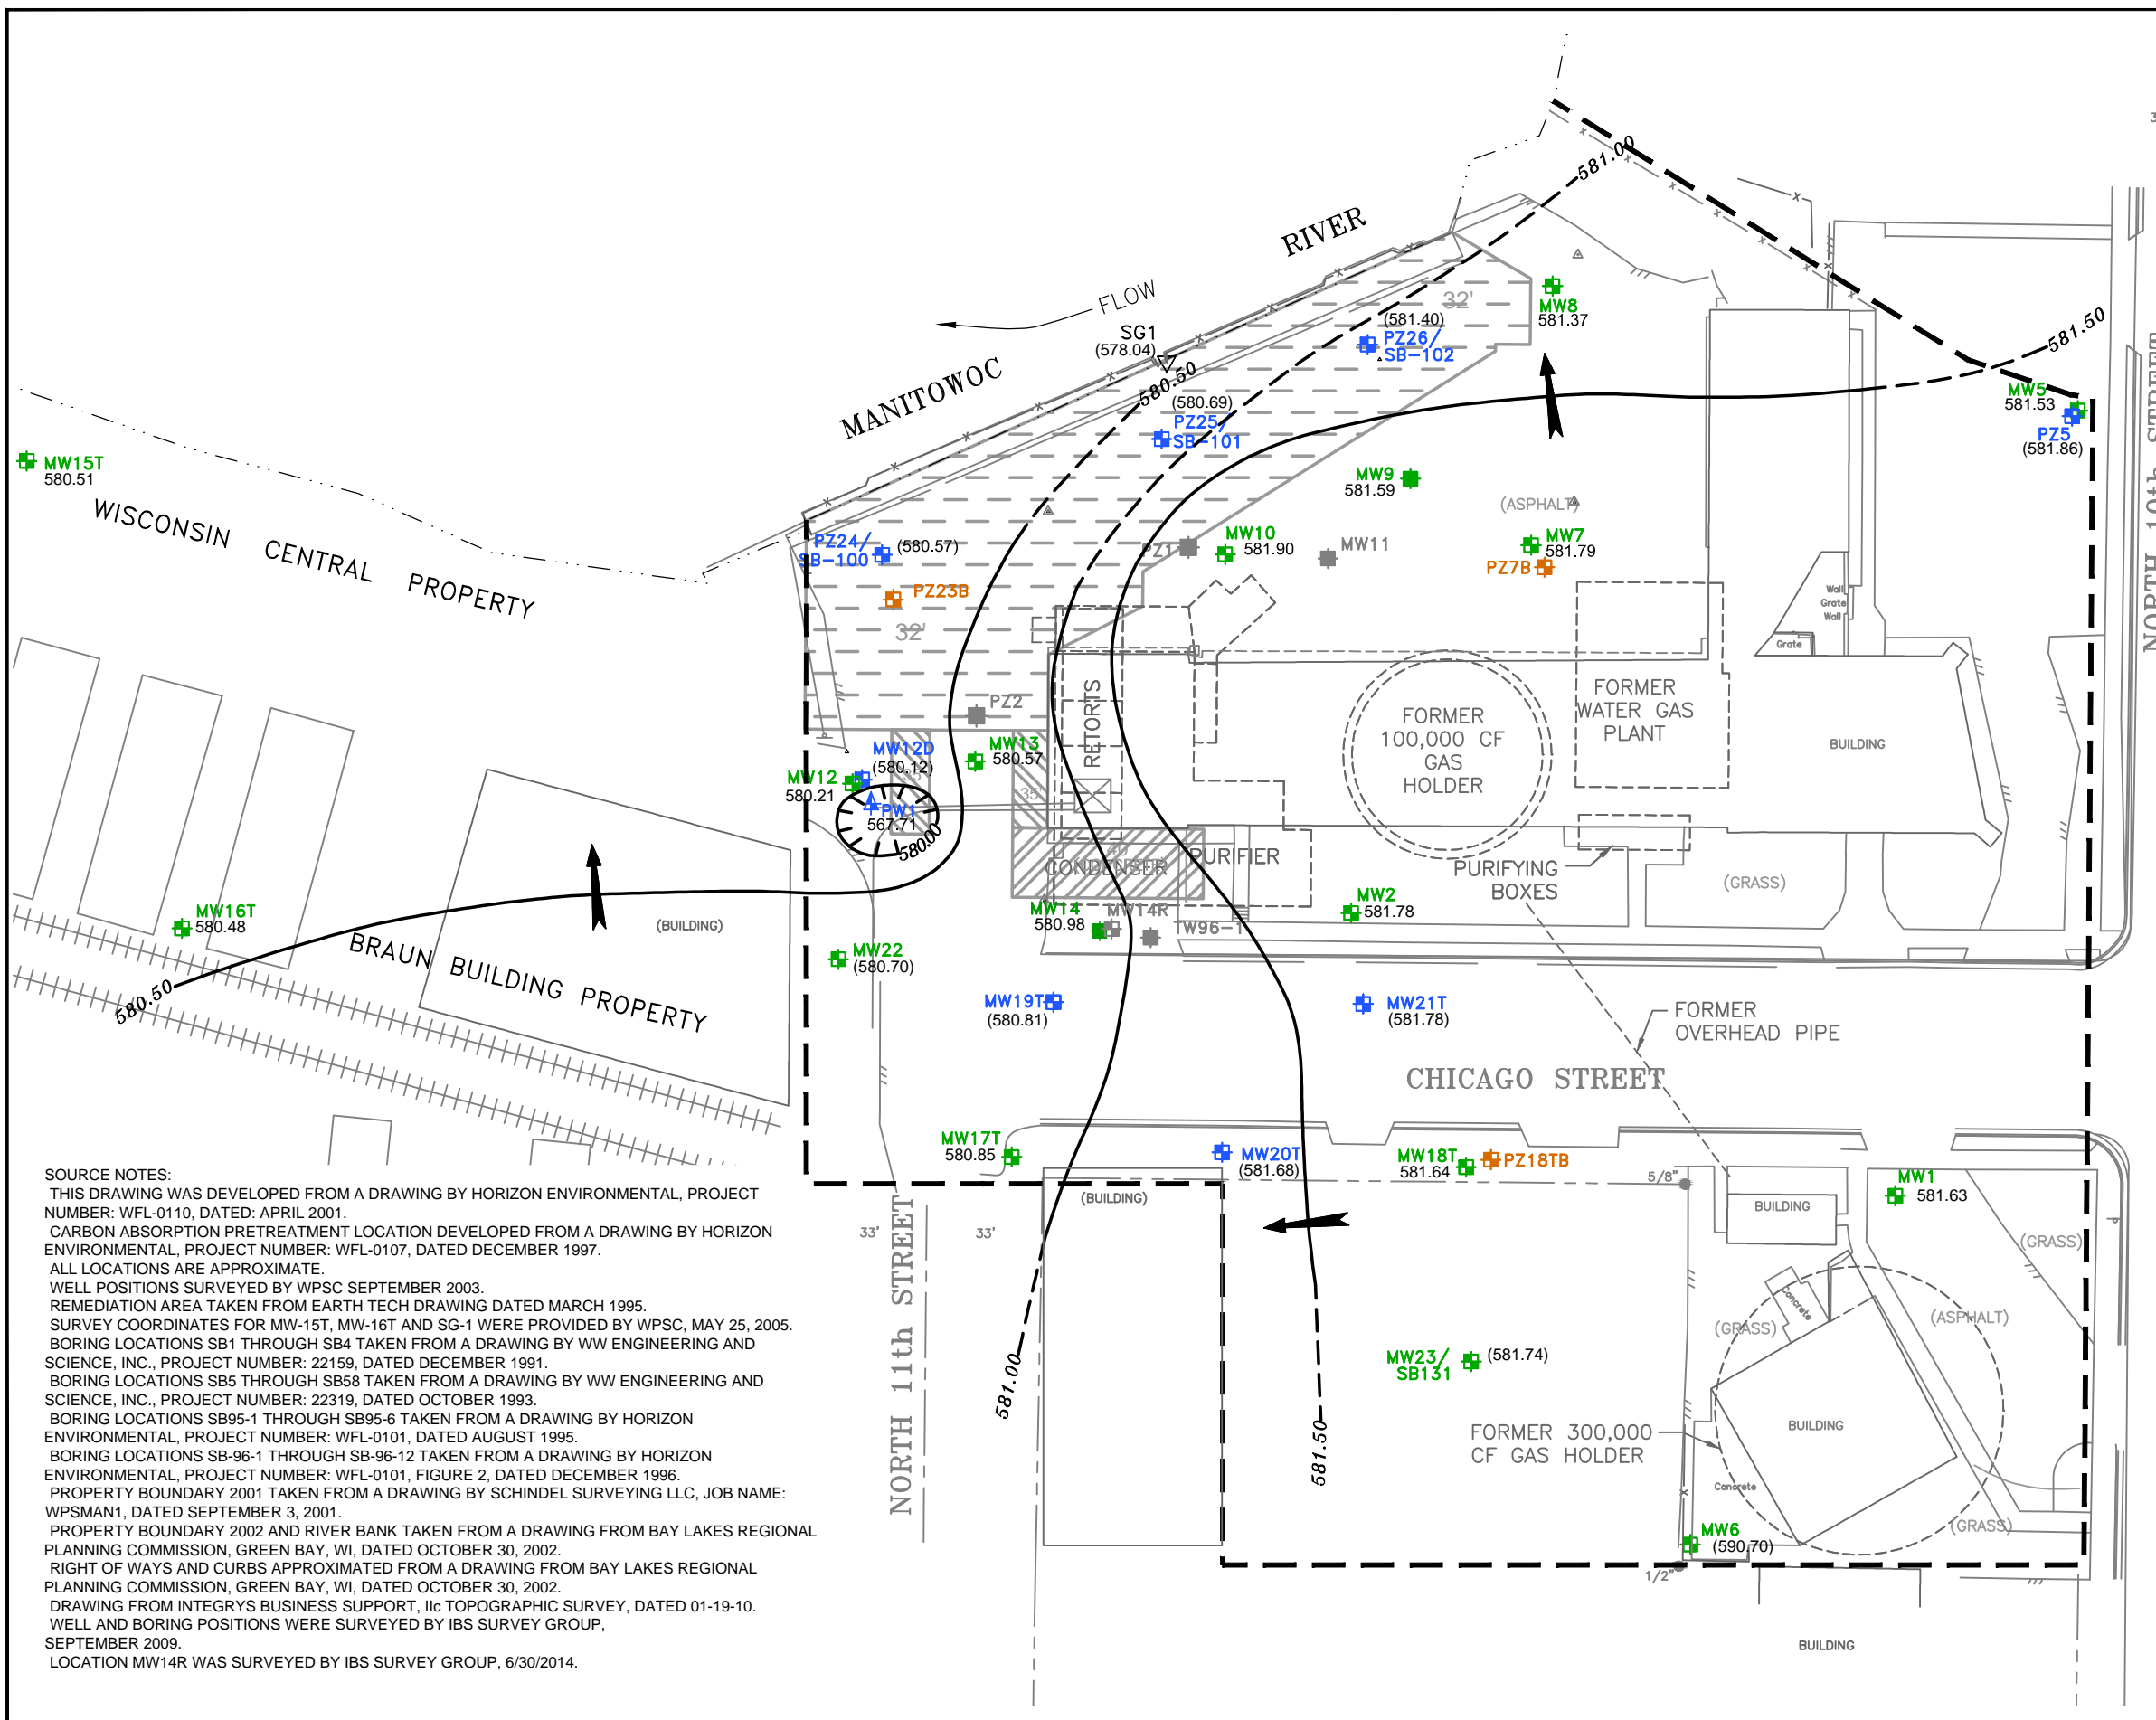 581.00
MANITOWOC RIVER
FLOW
SG1
(578.04)
580.50
32'
(581.40)
PZ26/
SB-102
MW8
581.37
581.50
MW5
581.53
PZ5
(581.86)
NORTH 10th STREET
(580.69)
PZ25/
SB-101
MW15T
580.51
WISCONSIN CENTRAL PROPERTY
MW9
581.59
(ASPHALT)
PZ24/
SB-100
(580.57)
PZ1
MW10
581.90
MW11
MW7
581.79
PZ7B
PZ23B
32'
Wall
Grate
Wall
Grate
RETORTS
FORMER
WATER GAS
PLANT
FORMER
100,000 CF
GAS
HOLDER
BUILDING
PZ2
MW13
580.57
MW12D
(580.12)
MW12
580.21
PW1
567.71
580.00
35'
CONDENSER
PURIFIER
PURIFYING
BOXES
(GRASS)
MW16T
580.48
580.50
BRAUN BUILDING PROPERTY
(BUILDING)
MW14
580.98
MW14R
TW96-1
MW2
581.78
MW22
(580.70)
MW19T
(580.81)
MW21T
(581.78)
FORMER
OVERHEAD PIPE
CHICAGO STREET
MW17T
580.85
MW20T
(581.68)
MW18T
581.64
PZ18TB
5/8"
MW1
581.63
(BUILDING)
BUILDING
33'
33'
NORTH 11th STREET
(GRASS)
Concrete
(GRASS)
(ASPHALT)
MW23/
SB131
(581.74)
581.00
581.50
FORMER 300,000
CF GAS HOLDER
BUILDING
Concrete
MW6
(590.70)
(GRASS)
1/2"
BUILDING
SOURCE NOTES:
THIS DRAWING WAS DEVELOPED FROM A DRAWING BY HORIZON ENVIRONMENTAL, PROJECT
NUMBER: WFL-0110, DATED: APRIL 2001.
CARBON ABSORPTION PRETREATMENT LOCATION DEVELOPED FROM A DRAWING BY HORIZON
ENVIRONMENTAL, PROJECT NUMBER: WFL-0107, DATED DECEMBER 1997.
ALL LOCATIONS ARE APPROXIMATE.
WELL POSITIONS SURVEYED BY WPSC SEPTEMBER 2003.
REMEDIATION AREA TAKEN FROM EARTH TECH DRAWING DATED MARCH 1995.
SURVEY COORDINATES FOR MW-15T, MW-16T AND SG-1 WERE PROVIDED BY WPSC, MAY 25, 2005.
BORING LOCATIONS SB1 THROUGH SB4 TAKEN FROM A DRAWING BY WW ENGINEERING AND
SCIENCE, INC., PROJECT NUMBER: 22159, DATED DECEMBER 1991.
BORING LOCATIONS SB5 THROUGH SB58 TAKEN FROM A DRAWING BY WW ENGINEERING AND
SCIENCE, INC., PROJECT NUMBER: 22319, DATED OCTOBER 1993.
BORING LOCATIONS SB95-1 THROUGH SB95-6 TAKEN FROM A DRAWING BY HORIZON
ENVIRONMENTAL, PROJECT NUMBER: WFL-0101, DATED AUGUST 1995.
BORING LOCATIONS SB-96-1 THROUGH SB-96-12 TAKEN FROM A DRAWING BY HORIZON
ENVIRONMENTAL, PROJECT NUMBER: WFL-0101, FIGURE 2, DATED DECEMBER 1996.
PROPERTY BOUNDARY 2001 TAKEN FROM A DRAWING BY SCHINDEL SURVEYING LLC, JOB NAME:
WPSMAN1, DATED SEPTEMBER 3, 2001.
PROPERTY BOUNDARY 2002 AND RIVER BANK TAKEN FROM A DRAWING FROM BAY LAKES REGIONAL
PLANNING COMMISSION, GREEN BAY, WI, DATED OCTOBER 30, 2002.
RIGHT OF WAYS AND CURBS APPROXIMATED FROM A DRAWING FROM BAY LAKES REGIONAL
PLANNING COMMISSION, GREEN BAY, WI, DATED OCTOBER 30, 2002.
DRAWING FROM INTEGRYS BUSINESS SUPPORT, llc TOPOGRAPHIC SURVEY, DATED 01-19-10.
WELL AND BORING POSITIONS WERE SURVEYED BY IBS SURVEY GROUP,
SEPTEMBER 2009.
LOCATION MW14R WAS SURVEYED BY IBS SURVEY GROUP, 6/30/2014.